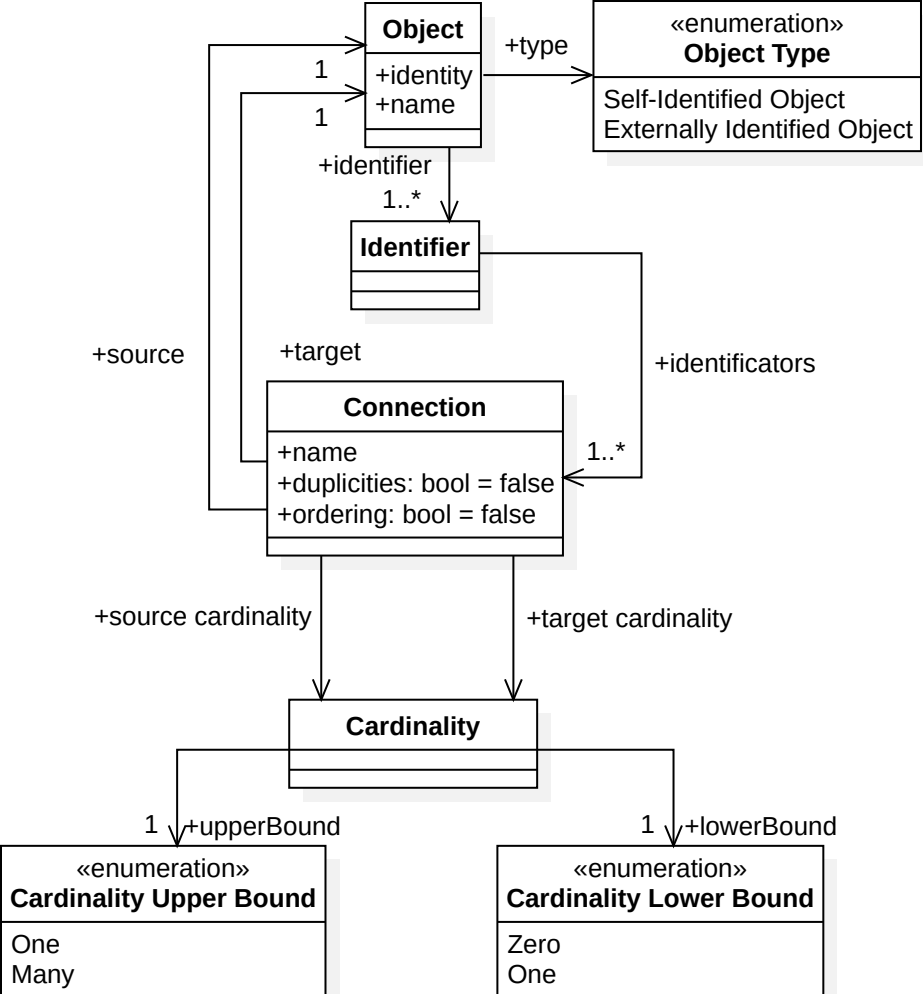 Object
+identity
+name
+type
«enumeration»
Object Type
Self-Identified Object
Externally Identified Object
1
1
+identifier
1..*
Identifier
+source
+target
+identificators
1..*
Connection
+name
+duplicities: bool = false
+ordering: bool = false
+source cardinality
+target cardinality
Cardinality
1
+upperBound
1
+lowerBound
«enumeration»
Cardinality Upper Bound
One
Many
«enumeration»
Cardinality Lower Bound
Zero
One